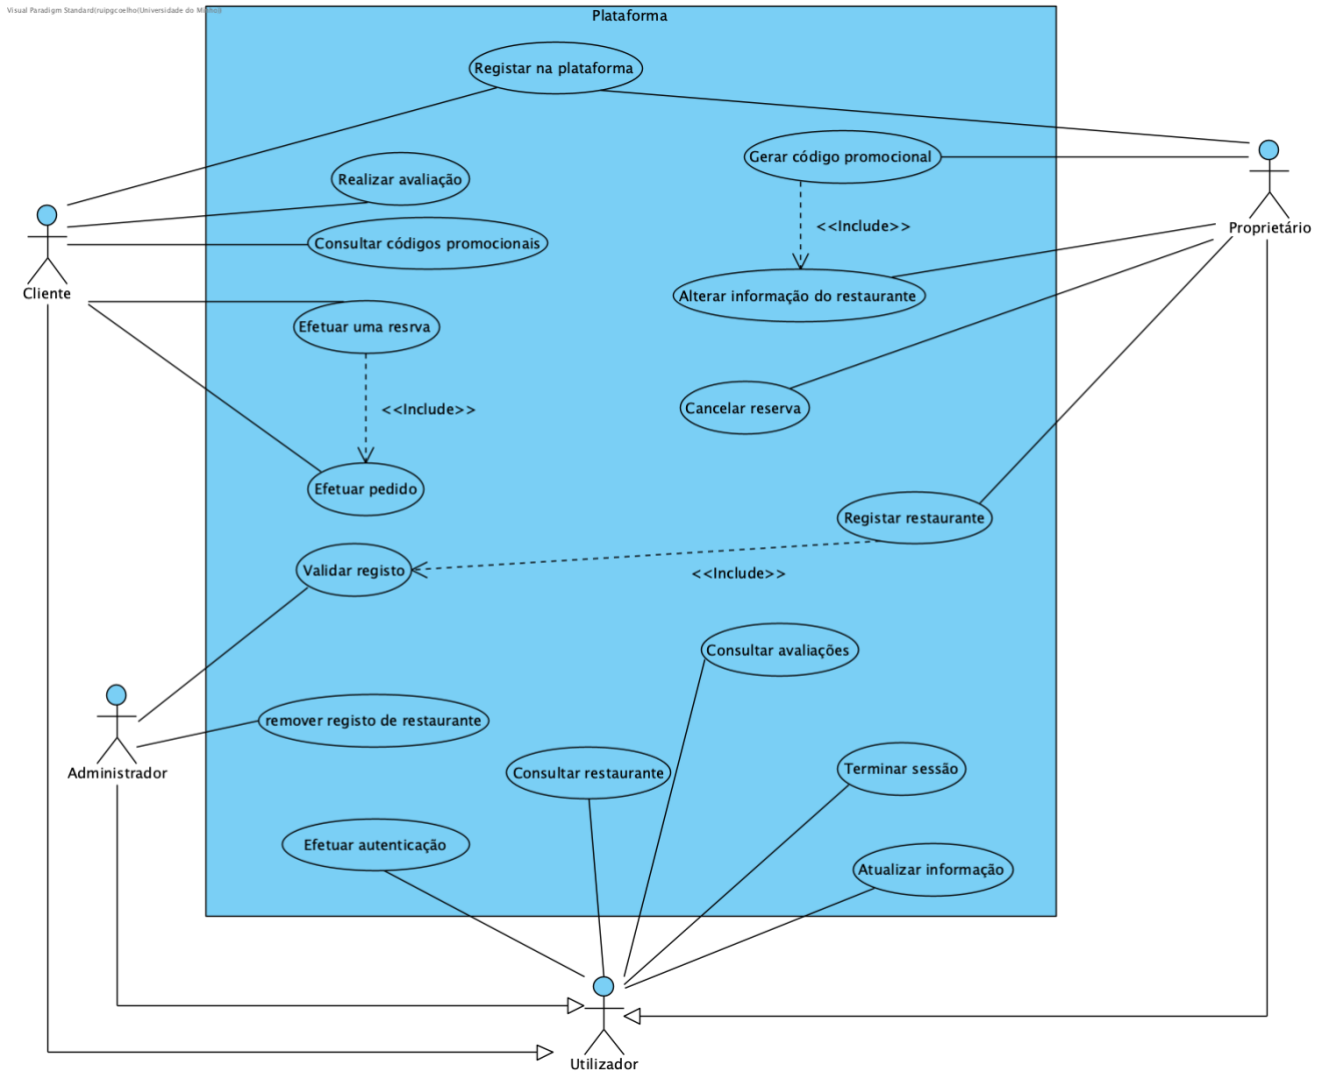 Visual Paradigm Standard(ruipgcoelho(Universidade do Minho))
Plataforma
Registar na plataforma
Gerar código promocional
Realizar avaliação
<<Include>>
Proprietário
Consultar códigos promocionais
Cliente
Alterar informação do restaurante
Efetuar uma resrva
<<Include>>
Cancelar reserva
Efetuar pedido
Registar restaurante
Validar registo
<<Include>>
Consultar avaliações
remover registo de restaurante
Administrador
Consultar restaurante
Terminar sessão
Efetuar autenticação
Atualizar informação
Utilizador